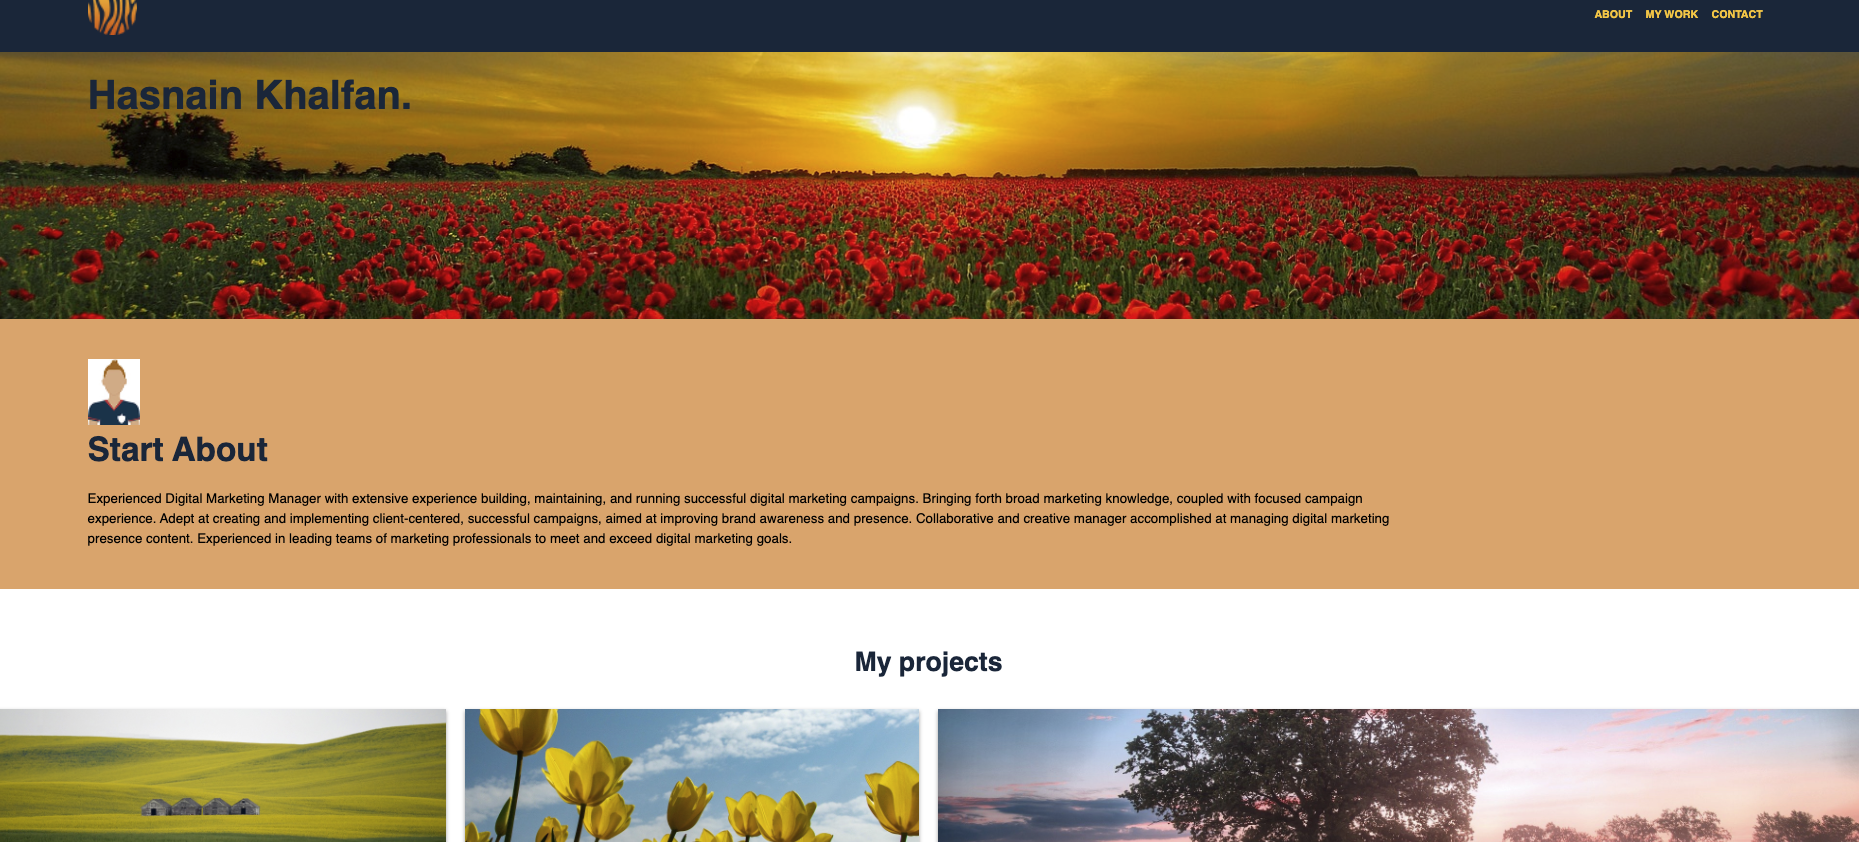 ABOUT MY WORK CONTACT
Hasnain Khalfan.
Start About
Experienced Digital Marketing Manager with extensive experience building, maintaining, and running successful digital marketing campaigns. Bringing forth broad marketing knowledge, coupled with focused campaign
experience. Adept at creating and implementing client-centered, successful campaigns, aimed at improving brand awareness and presence. Collaborative and creative manager accomplished at managing digital marketing
presence content. Experienced in leading teams of marketing professionals to meet and exceed digital marketing goals.
My projects